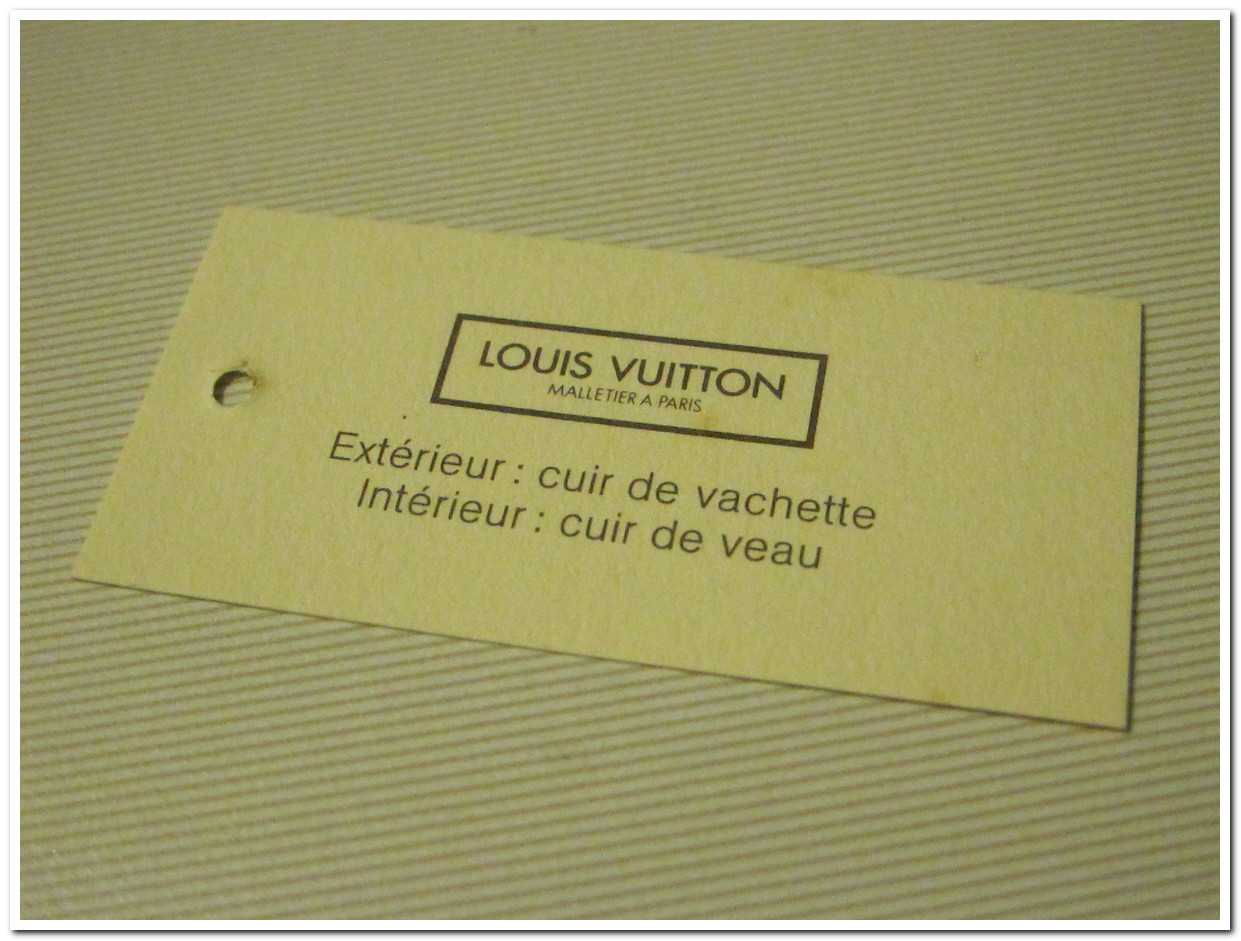 LOUIS VUITTON
MALLETIER A PARIS
Extérieur : cuir de vachette
Intérieur : cuir de veau